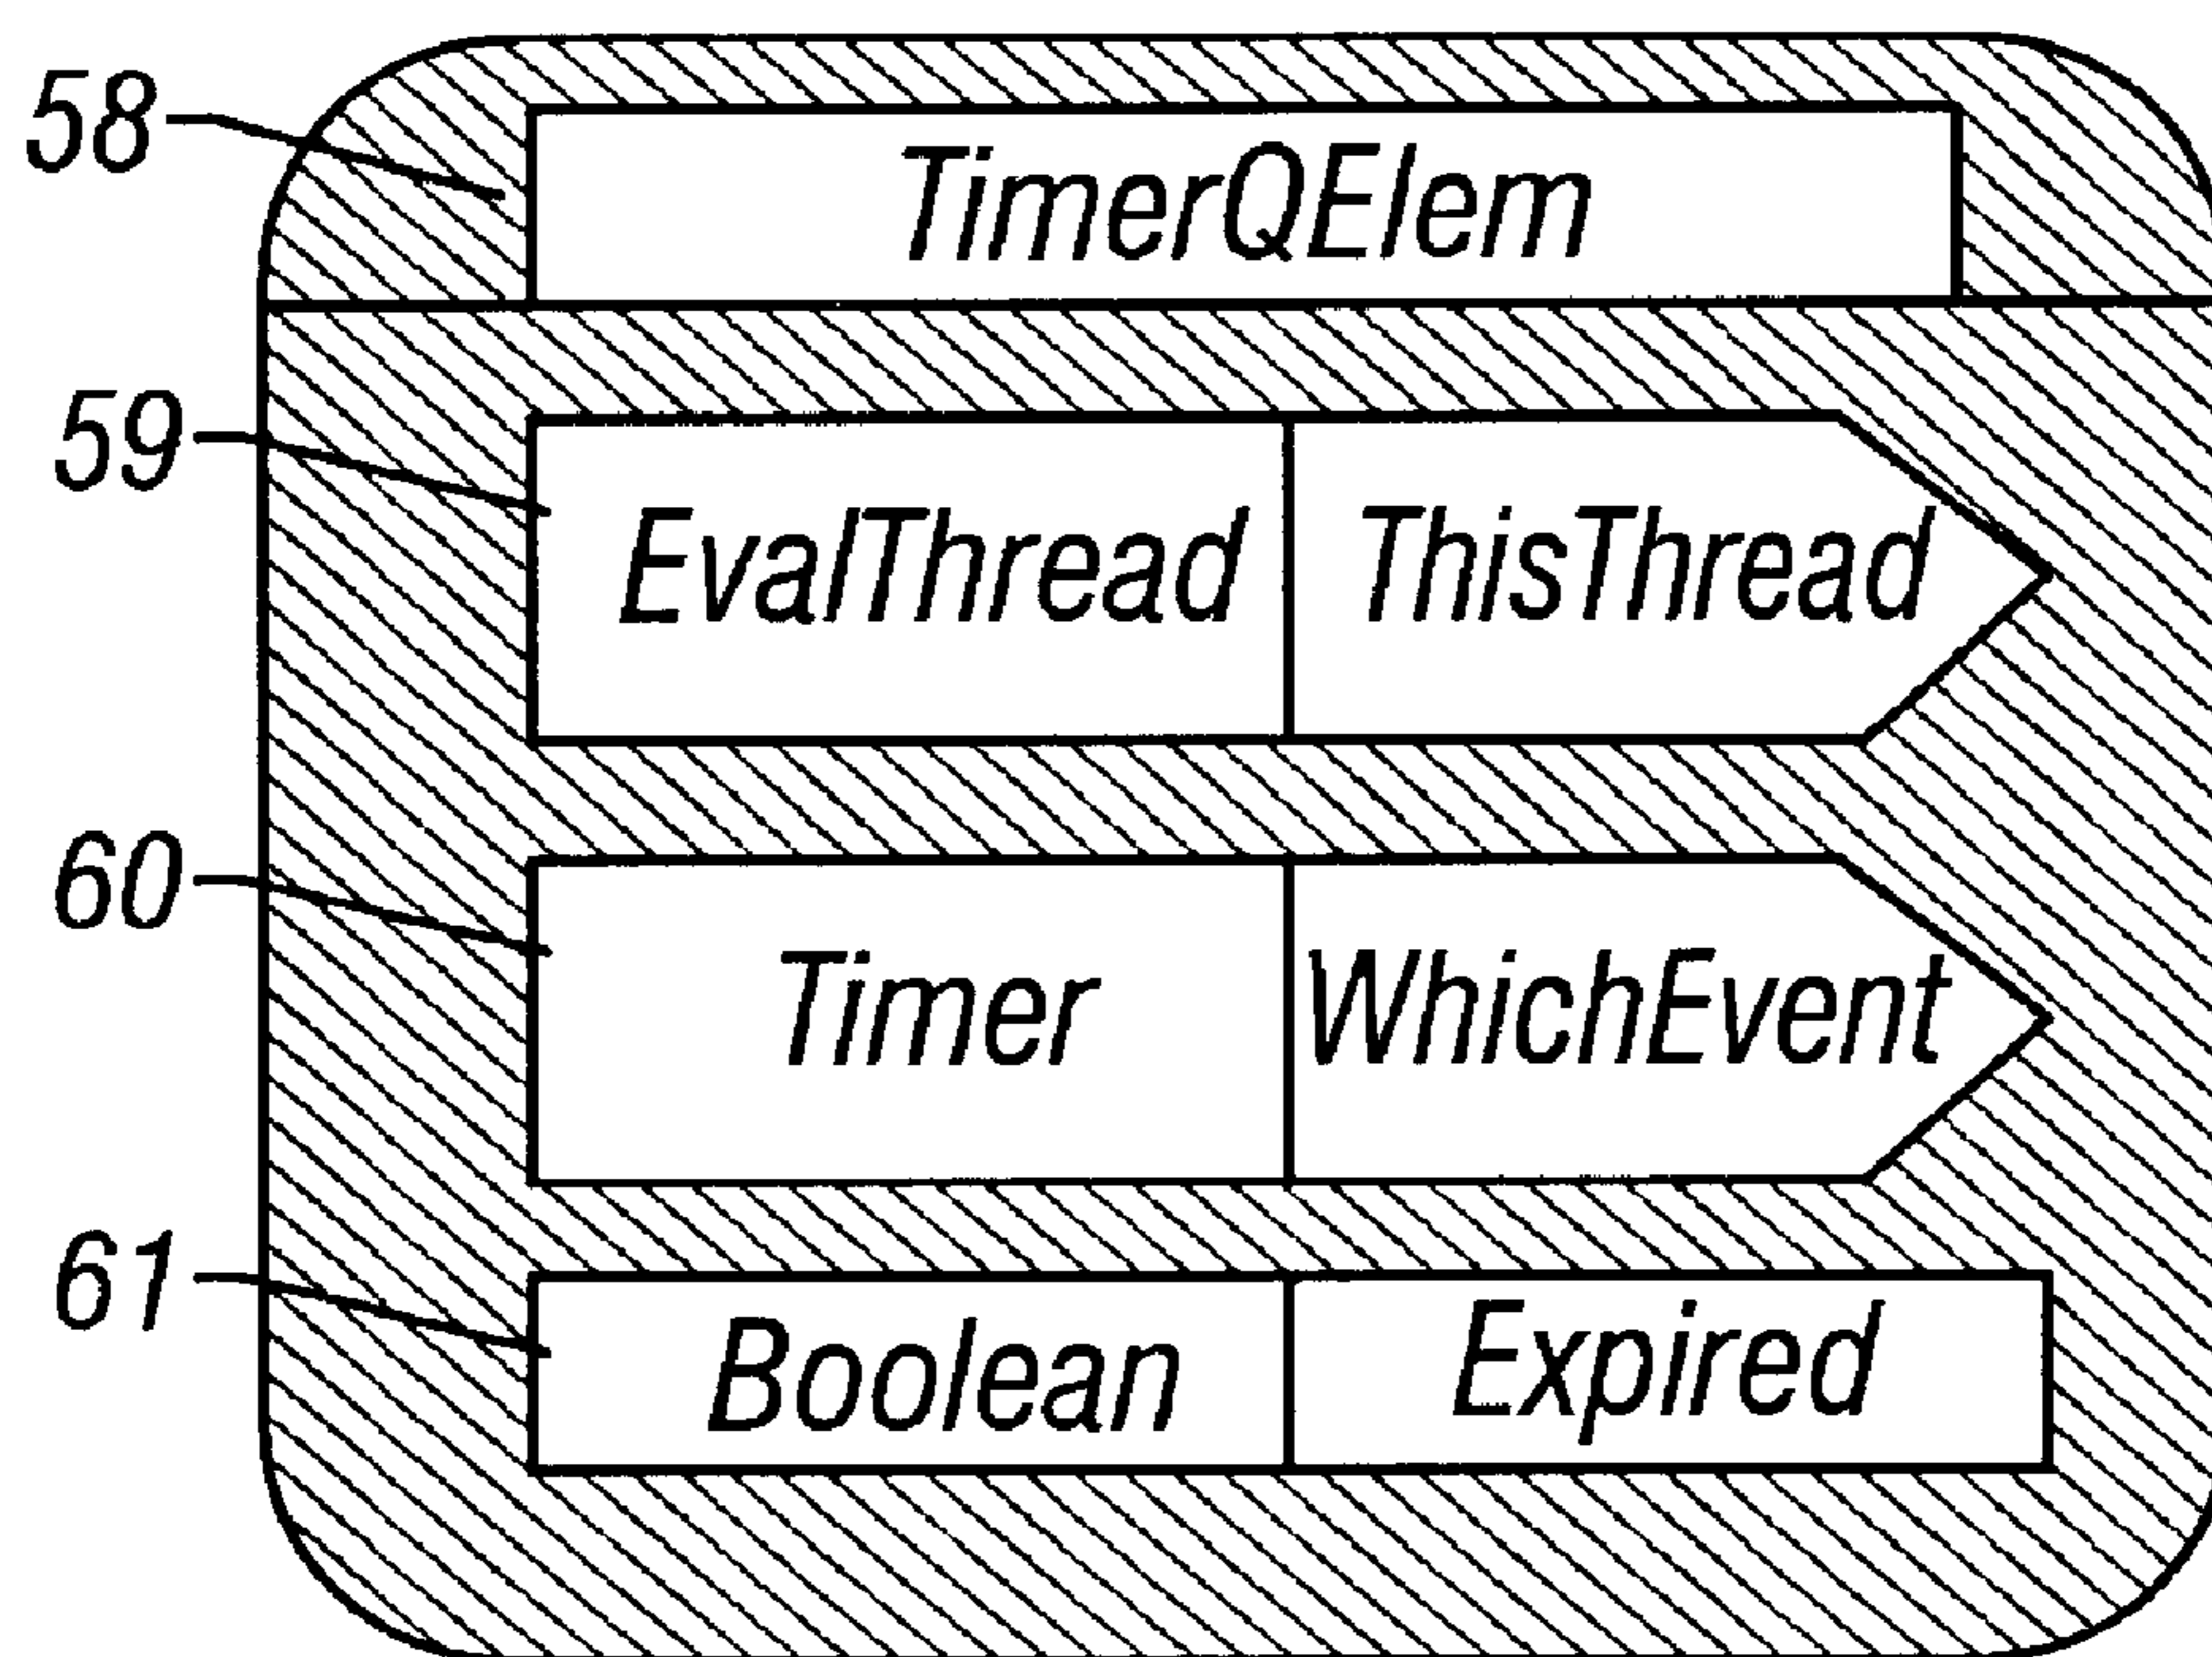 58 TimerQElem
59 EvalThread ThisThread
60 Timer WhichEvent
61 Boolean Expired